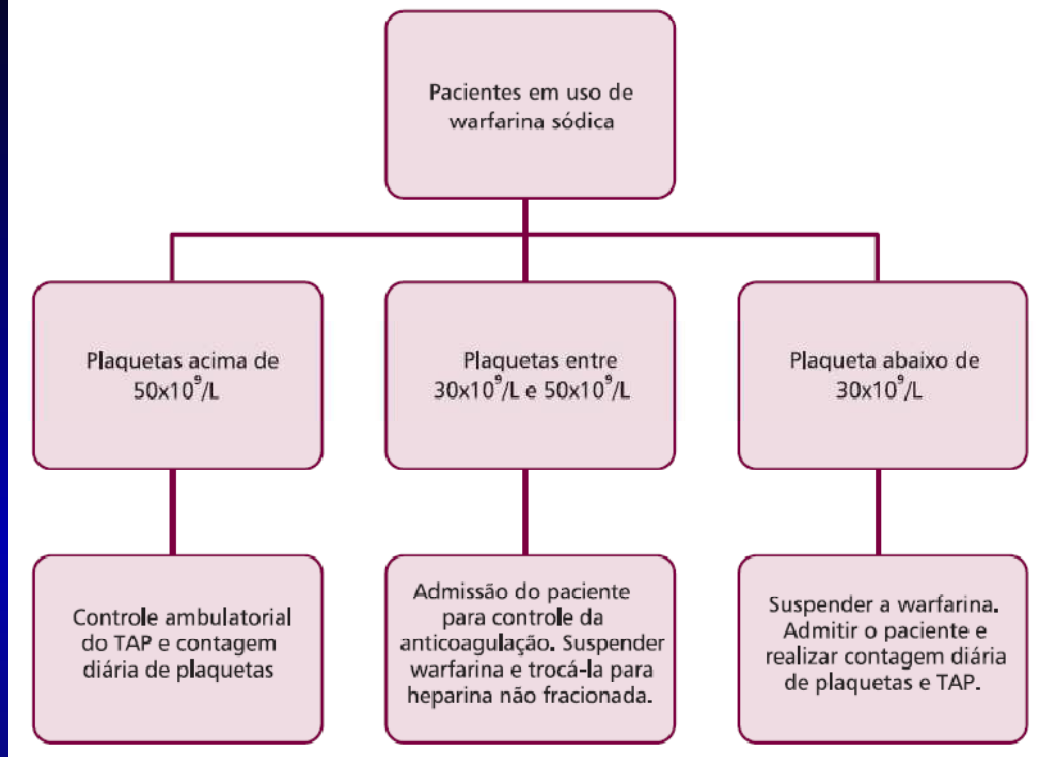 Pacientes em uso de
warfarina sódica
Plaquetas acima de
50x10⁹/L
Plaquetas entre
30x10⁹/L e 50x10⁹/L
Plaqueta abaixo de
30x10⁹/L
Controle ambulatorial
do TAP e contagem
diária de plaquetas
Admissão do paciente
para controle da
anticoagulação. Suspender
warfarina e trocá-la para
heparina não fracionada.
Suspender a warfarina.
Admitir o paciente e
realizar contagem diária
de plaquetas e TAP.